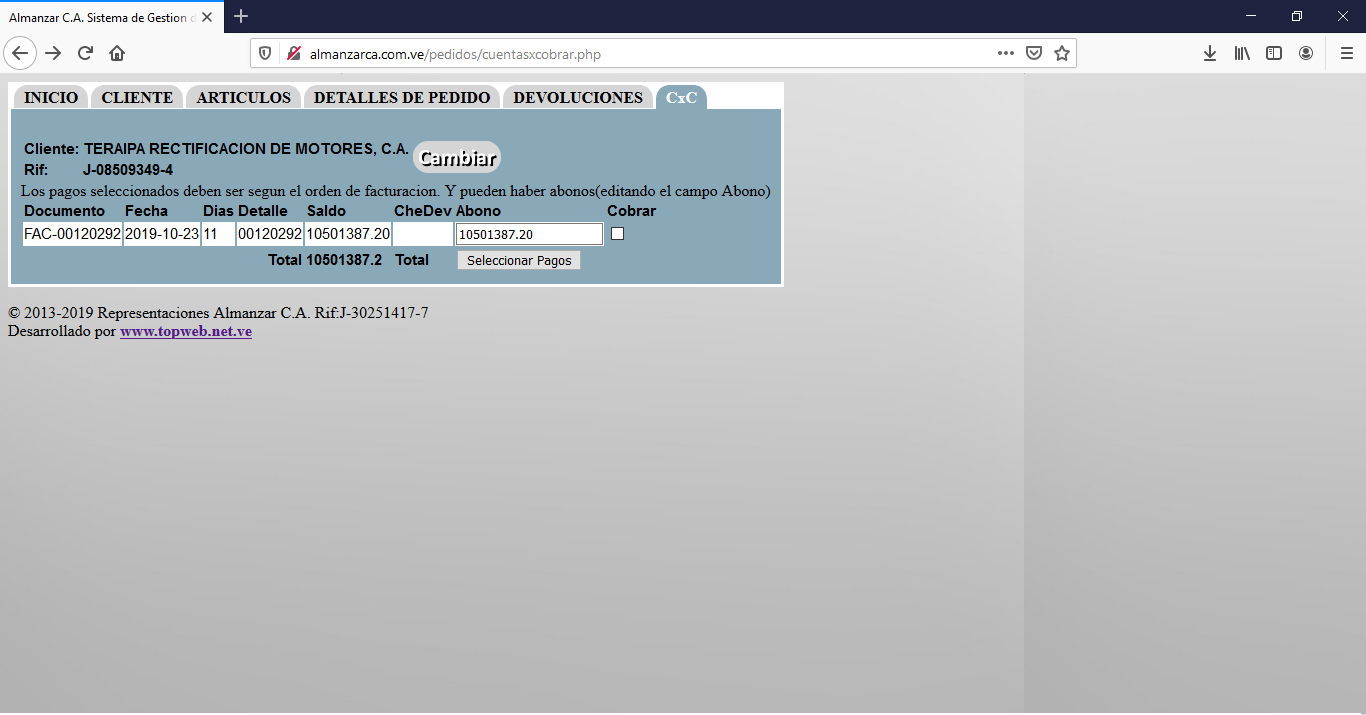 Almanzar C.A. Sistema de Gestion
almanzarca.com.ve/pedidos/cuentasxcobrar.php
INICIO CLIENTE ARTICULOS DETALLES DE PEDIDO DEVOLUCIONES CxC
Cliente: TERAIPA RECTIFICACION DE MOTORES, C.A. Cambiar
Rif: J-08509349-4
Los pagos seleccionados deben ser segun el orden de facturacion. Y pueden haber abonos(editando el campo Abono)
Documento Fecha Dias Detalle Saldo CheDev Abono Cobrar
FAC-00120292 2019-10-23 11 00120292 10501387.20 10501387.20
Total 10501387.2 Total Seleccionar Pagos
© 2013-2019 Representaciones Almanzar C.A. Rif:J-30251417-7
Desarrollado por www.topweb.net.ve